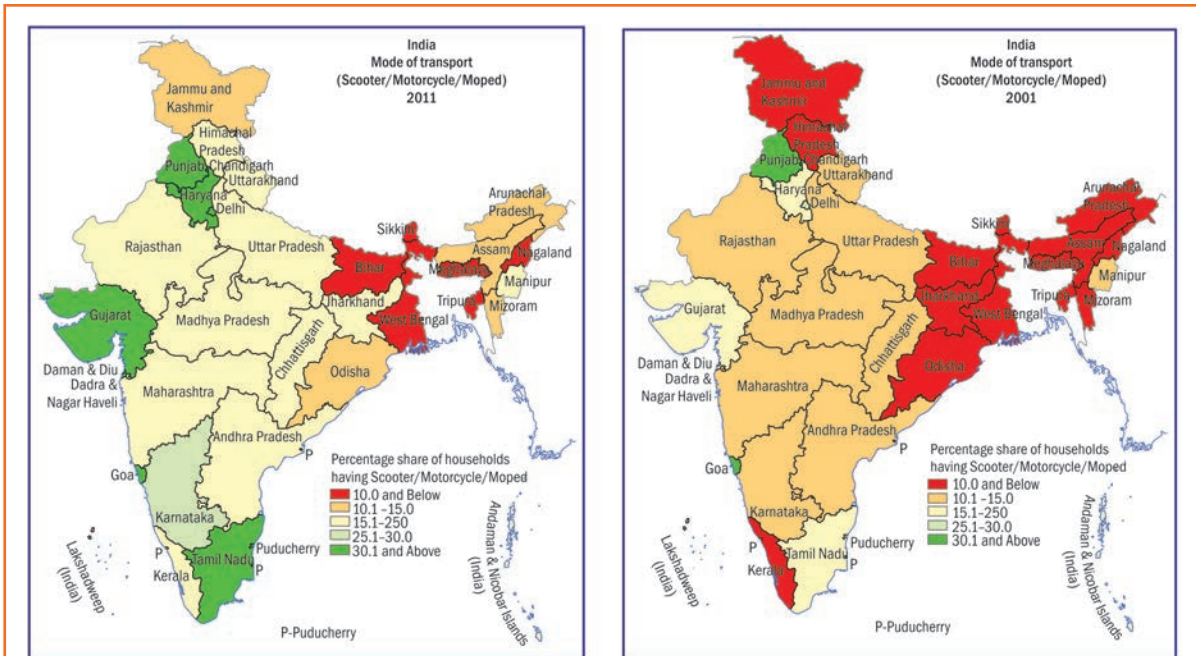 India
Mode of transport
(Scooter/Motorcycle/Moped)
2011
Jammu and
Kashmir
Himachal
Pradesh
Punjab
Chandigarh
Uttarakhand
Haryana
Delhi
Arunachal
Pradesh
Sikkim
Rajasthan
Uttar Pradesh
Assam
Nagaland
Bihar
Meghalaya
Manipur
Jharkhand
Tripura
Mizoram
Gujarat
Madhya Pradesh
West Bengal
Chhattisgarh
Daman & Diu
Dadra &
Nagar Haveli
Odisha
Maharashtra
Andhra Pradesh
P
Goa
Percentage share of households
having Scooter/Motorcycle/Moped
10.0 and Below
10.1 -15.0
15.1-250
25.1-30.0
30.1 and Above
Karnataka
Lakshadweep
(India)
P
Kerala
Tamil Nadu
Puducherry
P
Andaman & Nicobar Islands
(India)
P-Puducherry
India
Mode of transport
(Scooter/Motorcycle/Moped)
2001
Jammu and
Kashmir
Himachal
Pradesh
Punjab
Chandigarh
Uttarakhand
Haryana
Delhi
Arunachal
Pradesh
Sikkim
Rajasthan
Uttar Pradesh
Assam
Nagaland
Bihar
Meghalaya
Manipur
Jharkhand
Tripura
Mizoram
Gujarat
Madhya Pradesh
West Bengal
Chhattisgarh
Daman & Diu
Dadra &
Nagar Haveli
Odisha
Maharashtra
Andhra Pradesh
P
Goa
Percentage share of households
having Scooter/Motorcycle/Moped
10.0 and Below
10.1 -15.0
15.1-250
25.1-30.0
30.1 and Above
Karnataka
Lakshadweep
(India)
P
Kerala
Tamil Nadu
Puducherry
P
Andaman & Nicobar Islands
(India)
P-Puducherry